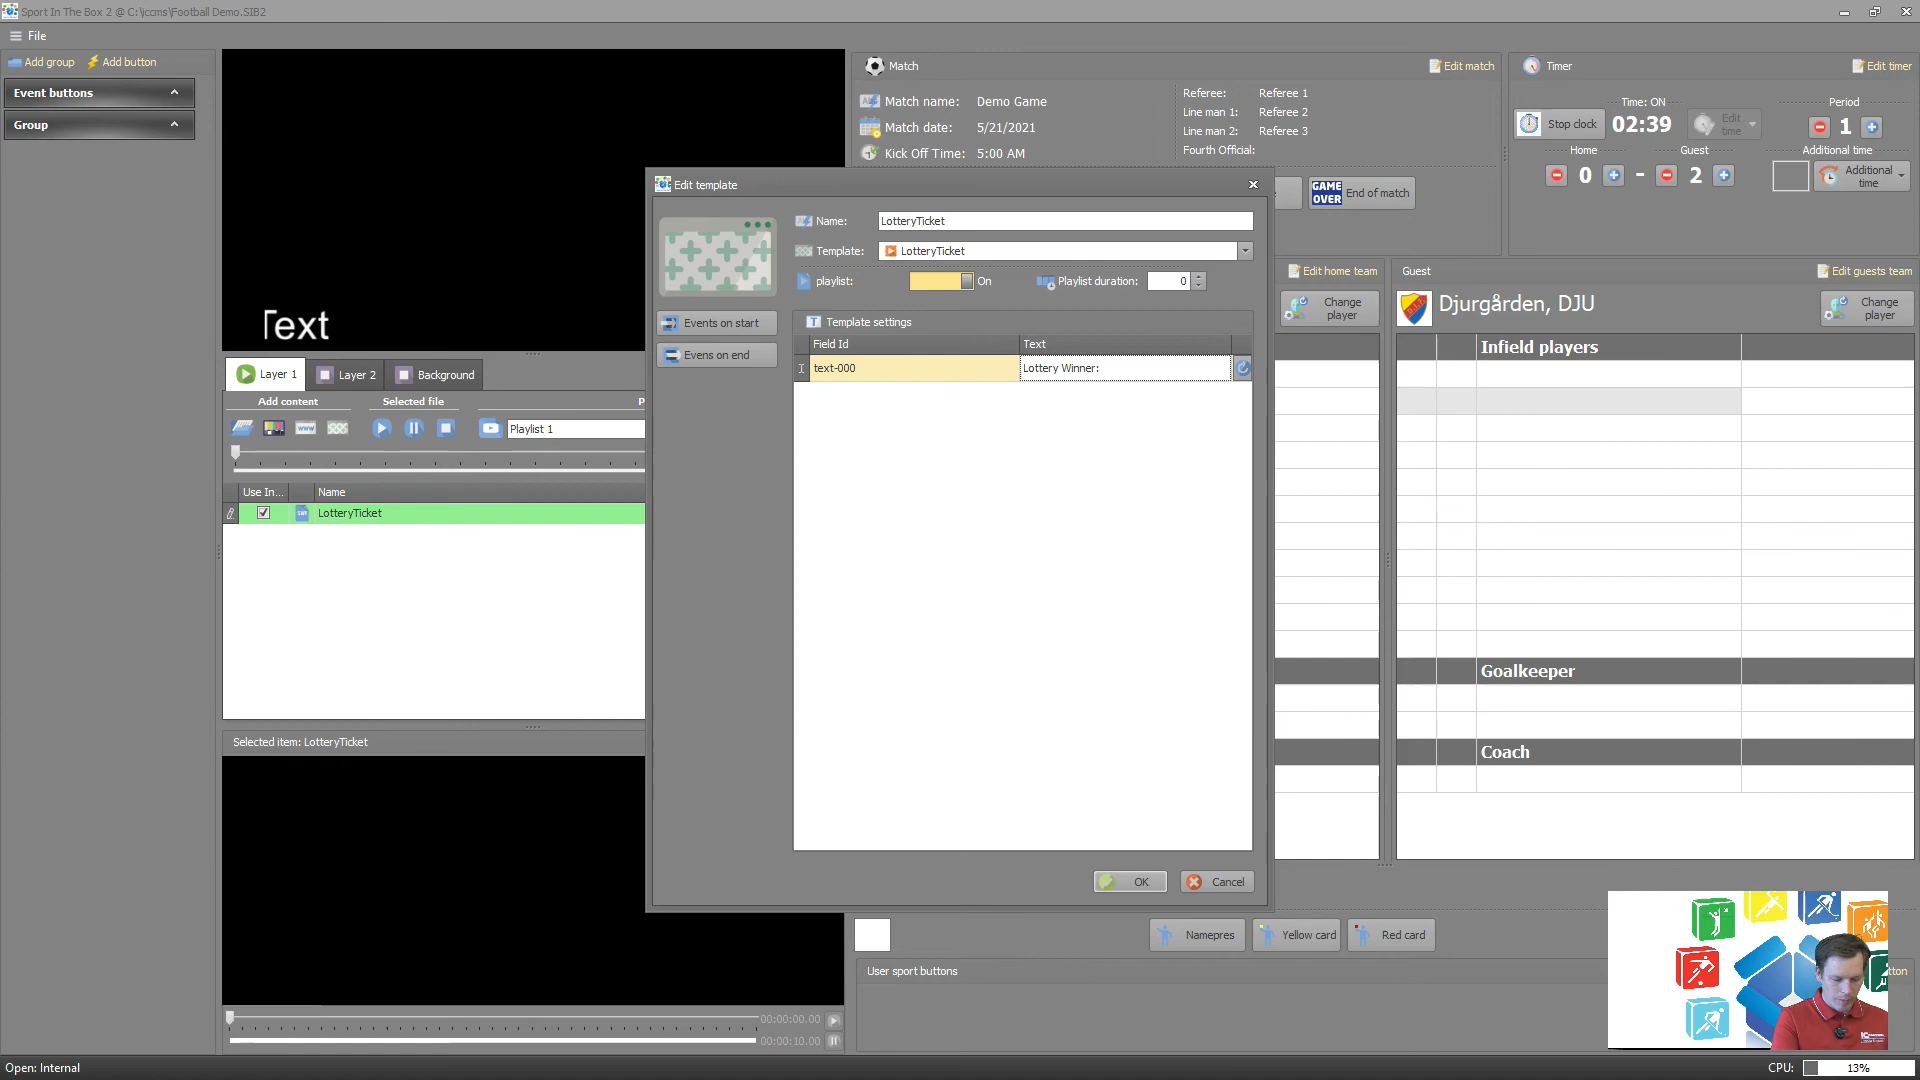 Sport In The Box 2 @ C:\iccms\Football Demo.SIB2
File
Add group
Add button
Event buttons
Group
Text
Layer 1
Layer 2
Background
Add content
Selected file
P
Playlist 1
Use In...
Name
LotteryTicket
Selected item: LotteryTicket
00:00:00.00
00:00:10.00
Match
Edit match
Match name: Demo Game
Match date: 5/21/2021
Kick Off Time: 5:00 AM
Referee: Referee 1
Line man 1: Referee 2
Line man 2: Referee 3
Fourth Official:
GAME OVER
End of match
Timer
Edit timer
Stop clock
Time: ON
02:39
Edit time
Period
1
Home
0
-
Guest
2
Additional time
Additional time
Edit template
Name: LotteryTicket
Template: LotteryTicket
playlist: On
Playlist duration: 0
Events on start
Evens on end
Template settings
Field Id
Text
text-000
Lottery Winner:
OK
Cancel
Edit home team
Change player
Guest
Edit guests team
Djurgården, DJU
Change player
Infield players
Goalkeeper
Coach
Namepres
Yellow card
Red card
User sport buttons
tton
Open: Internal
CPU: 13%